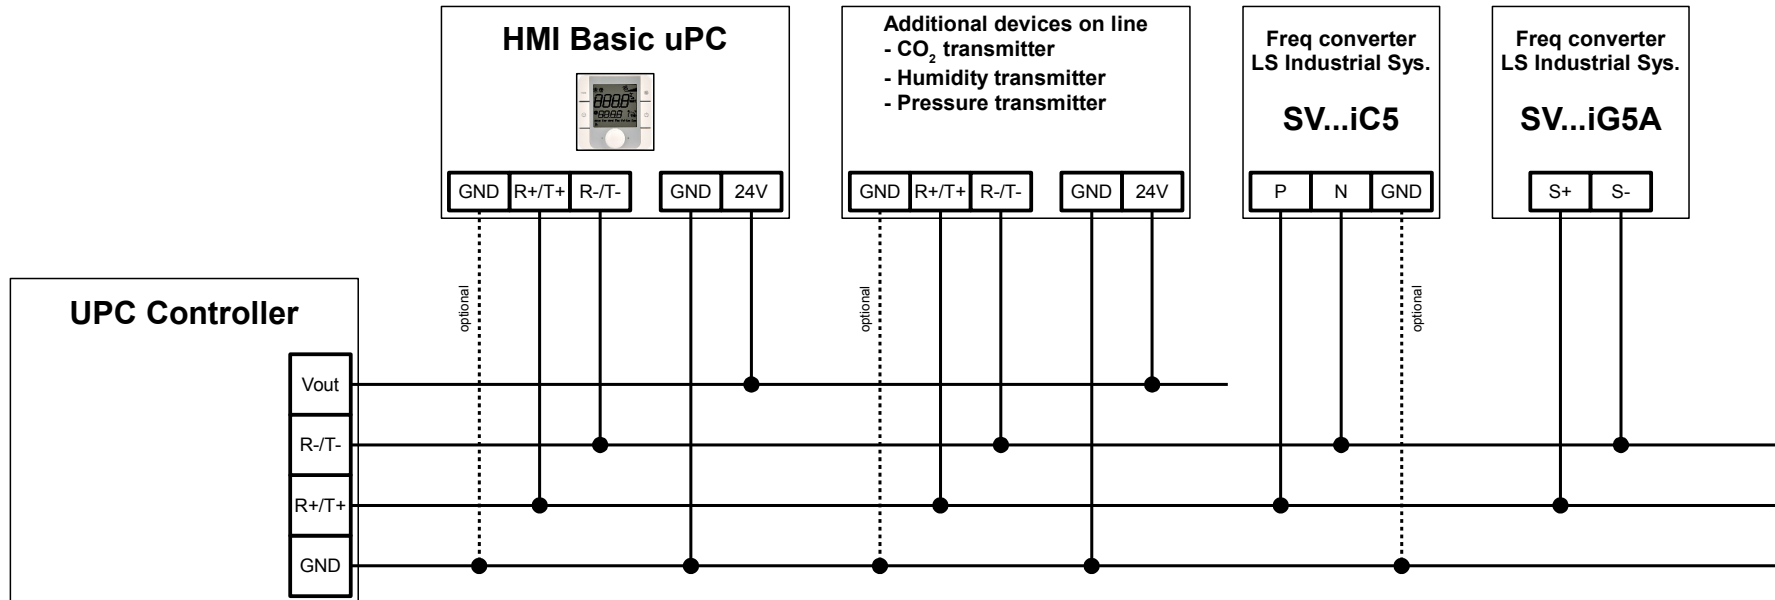 HMI Basic uPC
GND R+/T+ R-/T- GND 24V
optional
Additional devices on line
- CO₂ transmitter
- Humidity transmitter
- Pressure transmitter
GND R+/T+ R-/T- GND 24V
optional
Freq converter
LS Industrial Sys.
SV...iC5
P N GND
optional
Freq converter
LS Industrial Sys.
SV...iG5A
S+ S-
UPC Controller
Vout
R-/T-
R+/T+
GND